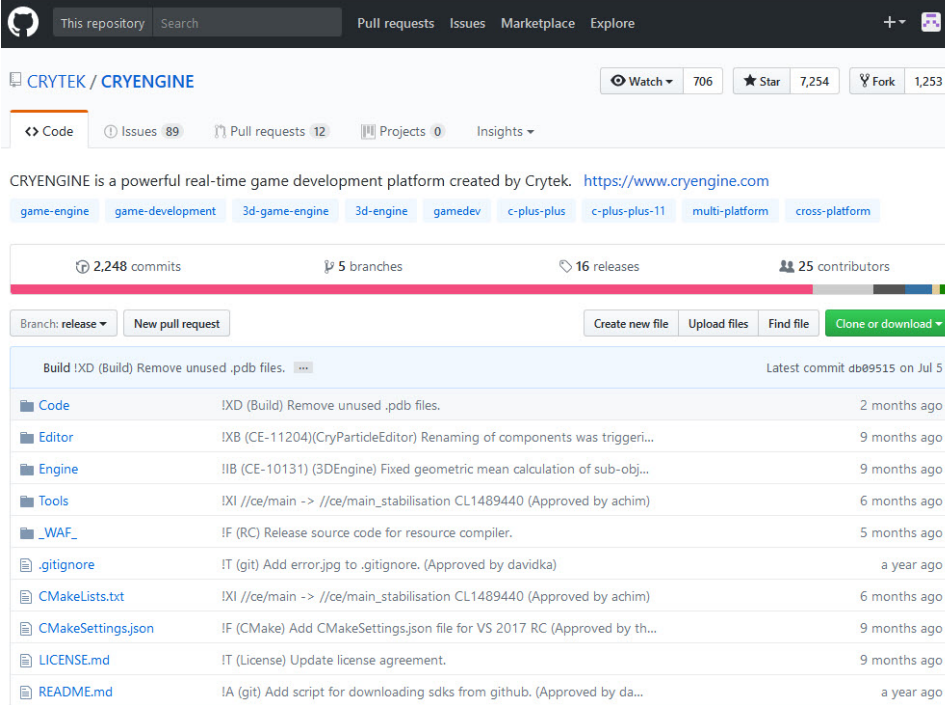 This repository Search Pull requests Issues Marketplace Explore
CRYTEK / CRYENGINE Watch 706 Star 7,254 Fork 1,253
Code Issues 89 Pull requests 12 Projects 0 Insights
CRYENGINE is a powerful real-time game development platform created by Crytek. https://www.cryengine.com
game-engine game-development 3d-game-engine 3d-engine gamedev c-plus-plus c-plus-plus-11 multi-platform cross-platform
2,248 commits 5 branches 16 releases 25 contributors
Branch: release New pull request Create new file Upload files Find file Clone or download
Build !XD (Build) Remove unused .pdb files. ... Latest commit db09515 on Jul 5
Code !XD (Build) Remove unused .pdb files. 2 months ago
Editor !XB (CE-11204)(CryParticleEditor) Renaming of components was triggeri... 9 months ago
Engine !IB (CE-10131) (3DEngine) Fixed geometric mean calculation of sub-obj... 9 months ago
Tools !XI //ce/main -> //ce/main_stabilisation CL1489440 (Approved by achim) 6 months ago
_WAF_ !F (RC) Release source code for resource compiler. 5 months ago
.gitignore !T (git) Add error.jpg to .gitignore. (Approved by davidka) a year ago
CMakeLists.txt !XI //ce/main -> //ce/main_stabilisation CL1489440 (Approved by achim) 6 months ago
CMakeSettings.json !F (CMake) Add CMakeSettings.json file for VS 2017 RC (Approved by th... 9 months ago
LICENSE.md !T (License) Update license agreement. 9 months ago
README.md !A (git) Add script for downloading sdks from github. (Approved by da... a year ago